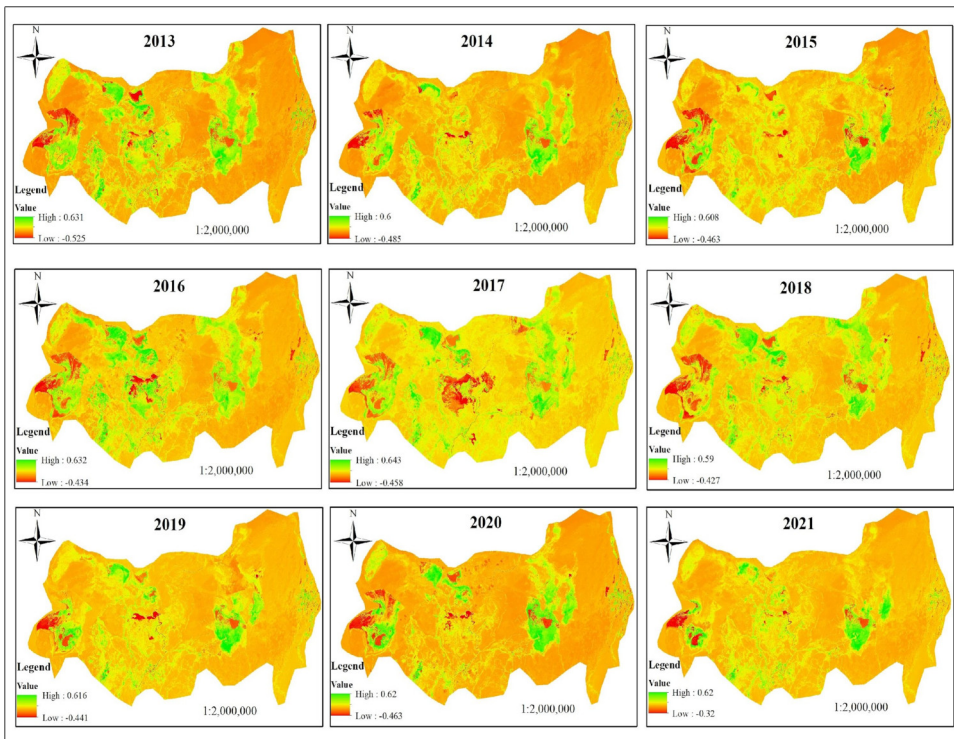 N
2013
Legend
Value
High : 0.631
Low : -0.525
1:2,000,000
N
2014
Legend
Value
High : 0.6
Low : -0.485
1:2,000,000
N
2015
Legend
Value
High : 0.608
Low : -0.463
1:2,000,000
N
2016
Legend
Value
High : 0.632
Low : -0.434
1:2,000,000
N
2017
Legend
Value
High : 0.643
Low : -0.458
1:2,000,000
N
2018
Legend
Value
High : 0.59
Low : -0.427
1:2,000,000
N
2019
Legend
Value
High : 0.616
Low : -0.441
1:2,000,000
N
2020
Legend
Value
High : 0.62
Low : -0.463
1:2,000,000
N
2021
Legend
Value
High : 0.62
Low : -0.32
1:2,000,000